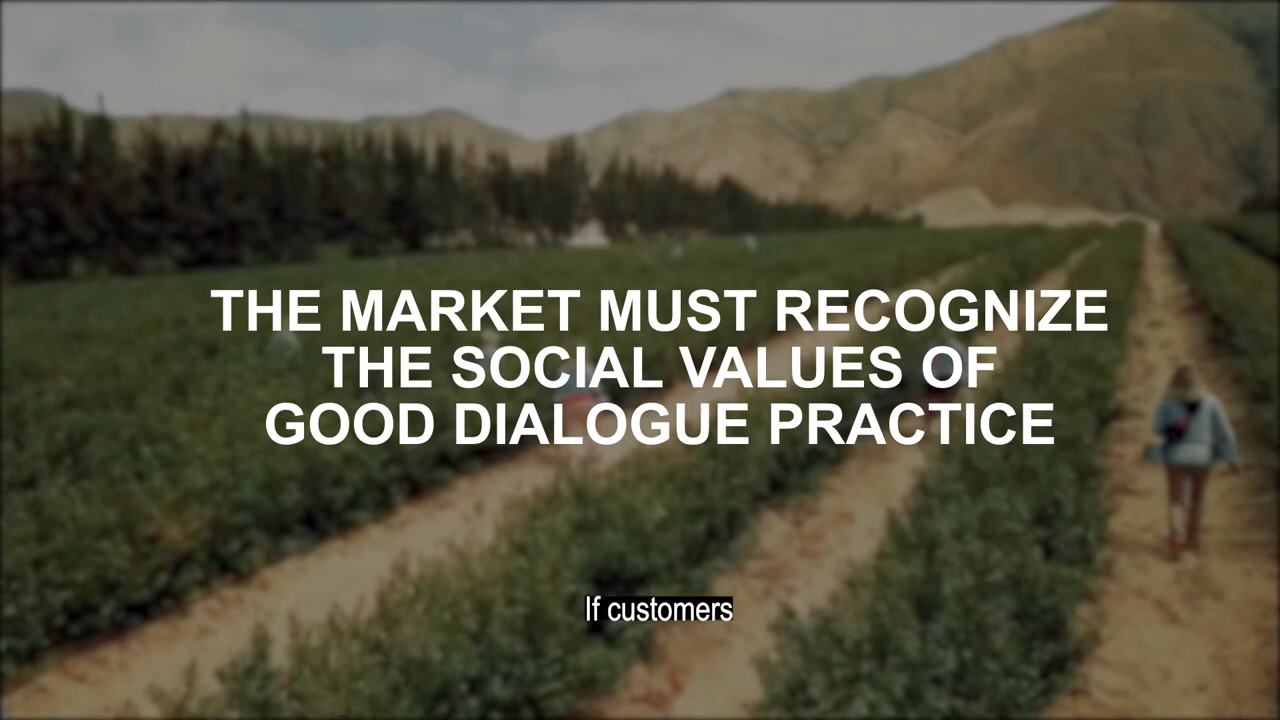 THE MARKET MUST RECOGNIZE
THE SOCIAL VALUES OF
GOOD DIALOGUE PRACTICE
If customers